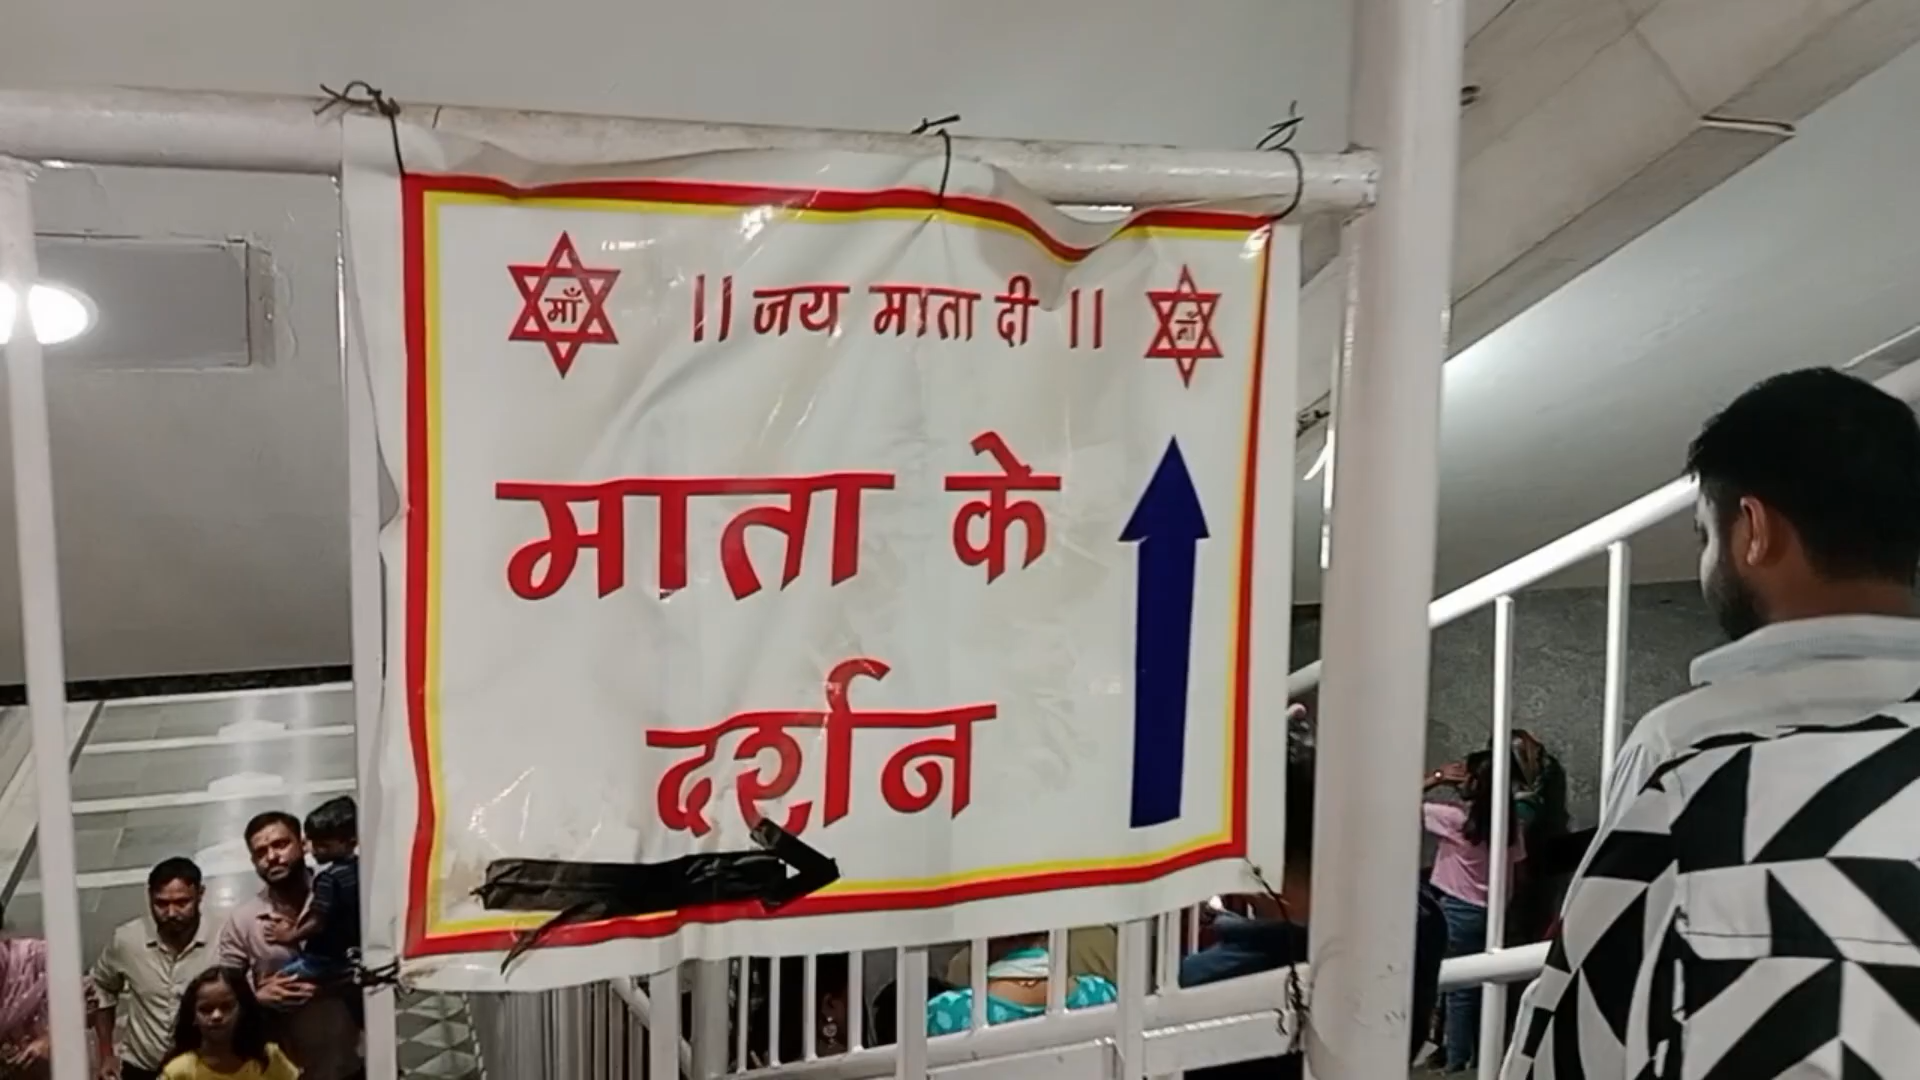 माँ || जय माता दी || माँ
माता के
दर्शन